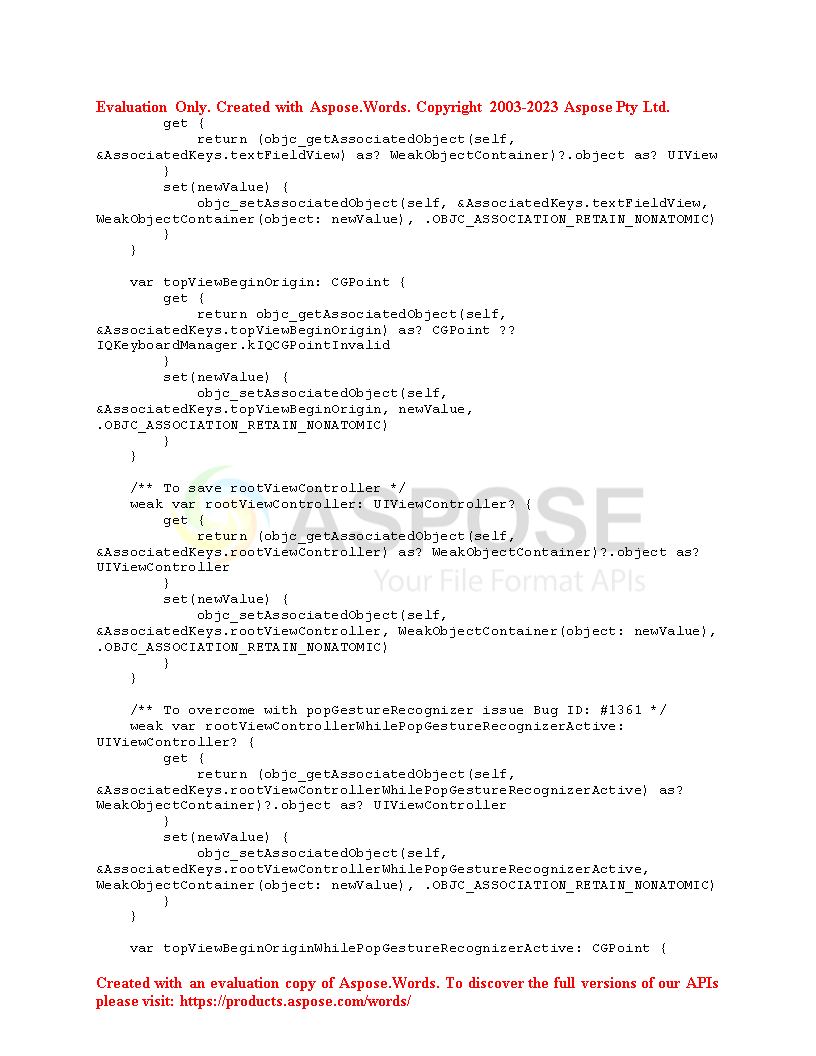 Evaluation Only. Created with Aspose.Words. Copyright 2003-2023 Aspose Pty Ltd.
        get {
            return (objc_getAssociatedObject(self,
&AssociatedKeys.textFieldView) as? WeakObjectContainer)?.object as? UIView
        }
        set(newValue) {
            objc_setAssociatedObject(self, &AssociatedKeys.textFieldView,
WeakObjectContainer(object: newValue), .OBJC_ASSOCIATION_RETAIN_NONATOMIC)
        }
    }

    var topViewBeginOrigin: CGPoint {
        get {
            return objc_getAssociatedObject(self,
&AssociatedKeys.topViewBeginOrigin) as? CGPoint ??
IQKeyboardManager.kIQCGPointInvalid
        }
        set(newValue) {
            objc_setAssociatedObject(self,
&AssociatedKeys.topViewBeginOrigin, newValue,
.OBJC_ASSOCIATION_RETAIN_NONATOMIC)
        }
    }

    /** To save rootViewController */
    weak var rootViewController: UIViewController? {
        get {
            return (objc_getAssociatedObject(self,
&AssociatedKeys.rootViewController) as? WeakObjectContainer)?.object as?
UIViewController
        }
        set(newValue) {
            objc_setAssociatedObject(self,
&AssociatedKeys.rootViewController, WeakObjectContainer(object: newValue),
.OBJC_ASSOCIATION_RETAIN_NONATOMIC)
        }
    }

    /** To overcome with popGestureRecognizer issue Bug ID: #1361 */
    weak var rootViewControllerWhilePopGestureRecognizerActive:
UIViewController? {
        get {
            return (objc_getAssociatedObject(self,
&AssociatedKeys.rootViewControllerWhilePopGestureRecognizerActive) as?
WeakObjectContainer)?.object as? UIViewController
        }
        set(newValue) {
            objc_setAssociatedObject(self,
&AssociatedKeys.rootViewControllerWhilePopGestureRecognizerActive,
WeakObjectContainer(object: newValue), .OBJC_ASSOCIATION_RETAIN_NONATOMIC)
        }
    }

    var topViewBeginOriginWhilePopGestureRecognizerActive: CGPoint {
ASPOSE
Your File Format APIs
Created with an evaluation copy of Aspose.Words. To discover the full versions of our APIs
please visit: https://products.aspose.com/words/